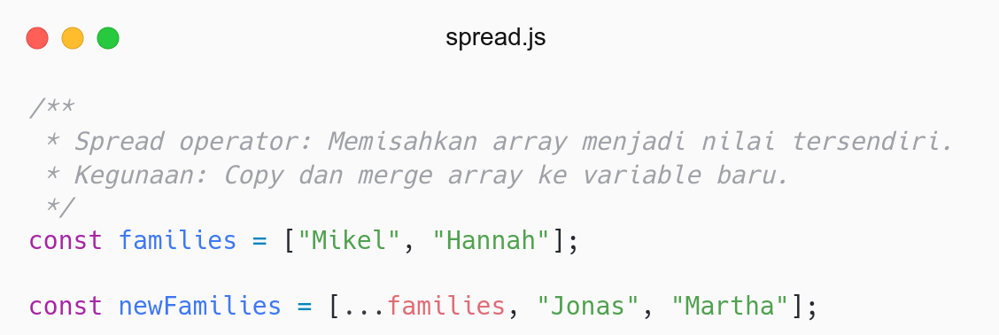 spread.js
/**
 * Spread operator: Memisahkan array menjadi nilai tersendiri.
 * Kegunaan: Copy dan merge array ke variable baru.
 */
const families = ["Mikel", "Hannah"];
const newFamilies = [...families, "Jonas", "Martha"];